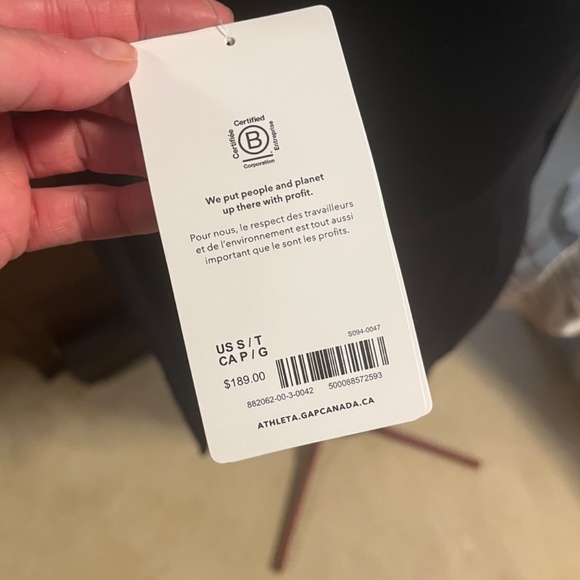 Certified
Certifiée
B
Entreprise
Corporation
We put people and planet
up there with profit.
Pour nous, le respect des travailleurs
et de l'environnement est tout aussi
important que le sont les profits.
S094-0047
US S / T
CA P / G
$189.00
882062-00-3-0042 500088572593
ATHLETA.GAPCANADA.CA